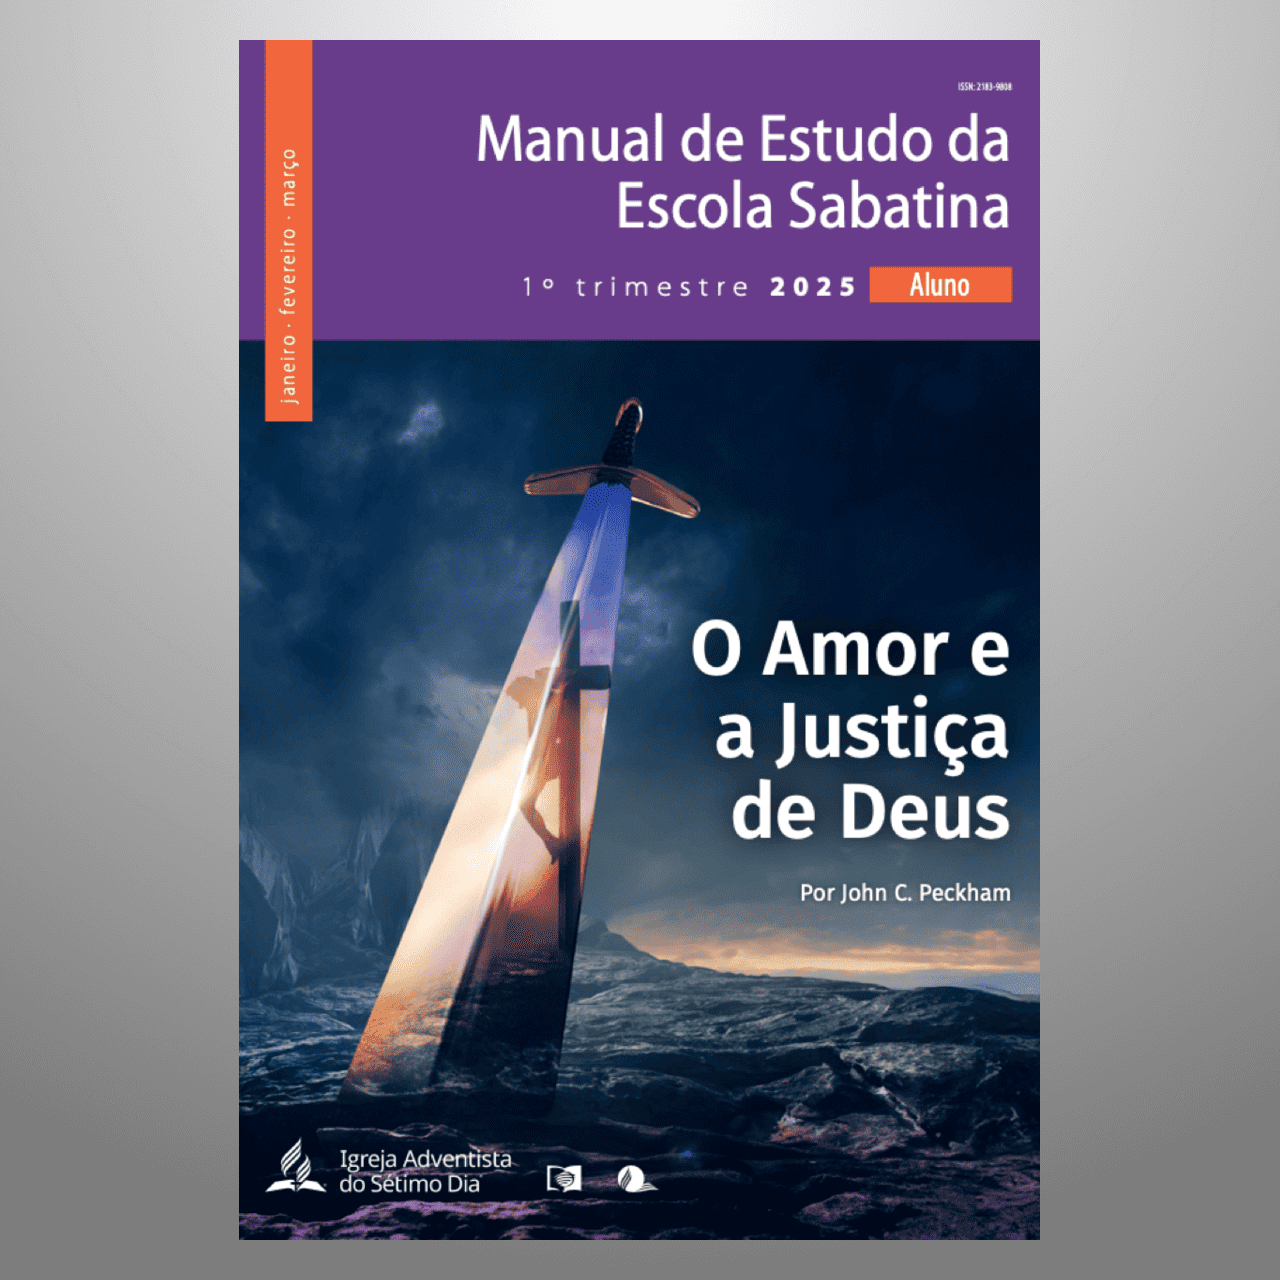 ISSN: 2183-9808
Manual de Estudo da
Escola Sabatina
1º trimestre 2025 Aluno
janeiro · fevereiro · março
O Amor e
a Justiça
de Deus
Por John C. Peckham
Igreja Adventista
do Sétimo Dia